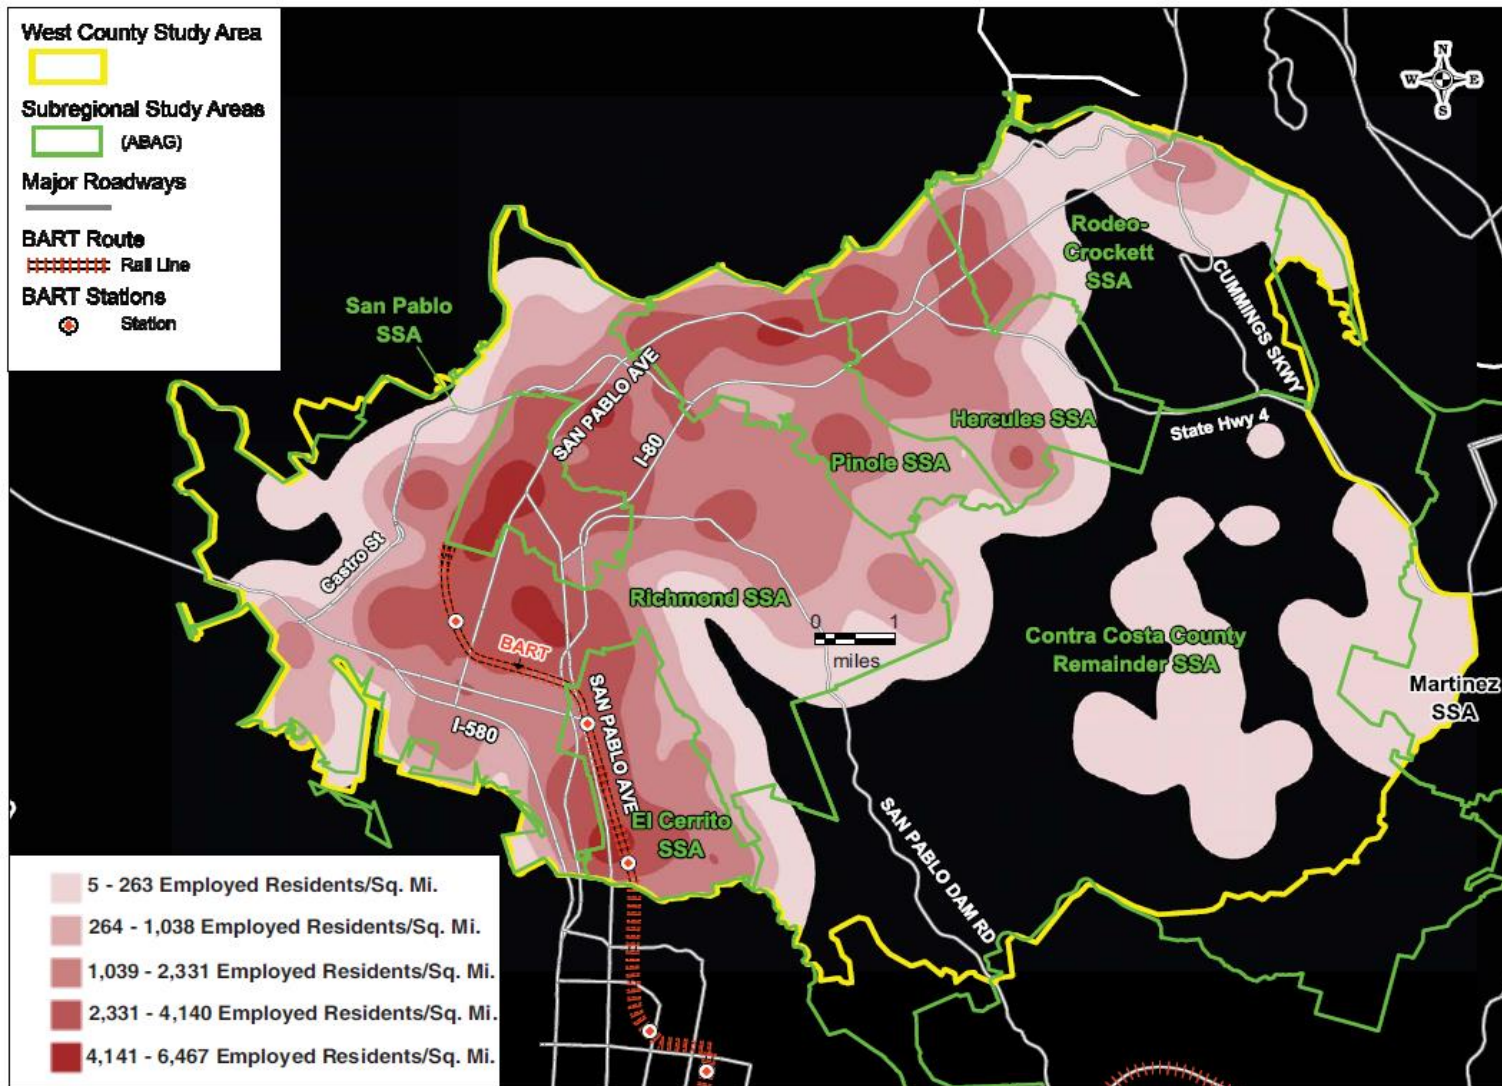 West County Study Area
Subregional Study Areas
(ABAG)
Major Roadways
BART Route
Rail Line
BART Stations
Station
N
W E
S
Rodeo-
Crockett
SSA
San Pablo
SSA
CUMMINGS SKWY
SAN PABLO AVE
Hercules SSA
State Hwy 4
I-80
Pinole SSA
Castro St
Richmond SSA
0 1
miles
BART
Contra Costa County
Remainder SSA
Martinez
SSA
SAN PABLO AVE
I-580
El Cerrito
SSA
SAN PABLO DAM RD
5 - 263 Employed Residents/Sq. Mi.
264 - 1,038 Employed Residents/Sq. Mi.
1,039 - 2,331 Employed Residents/Sq. Mi.
2,331 - 4,140 Employed Residents/Sq. Mi.
4,141 - 6,467 Employed Residents/Sq. Mi.